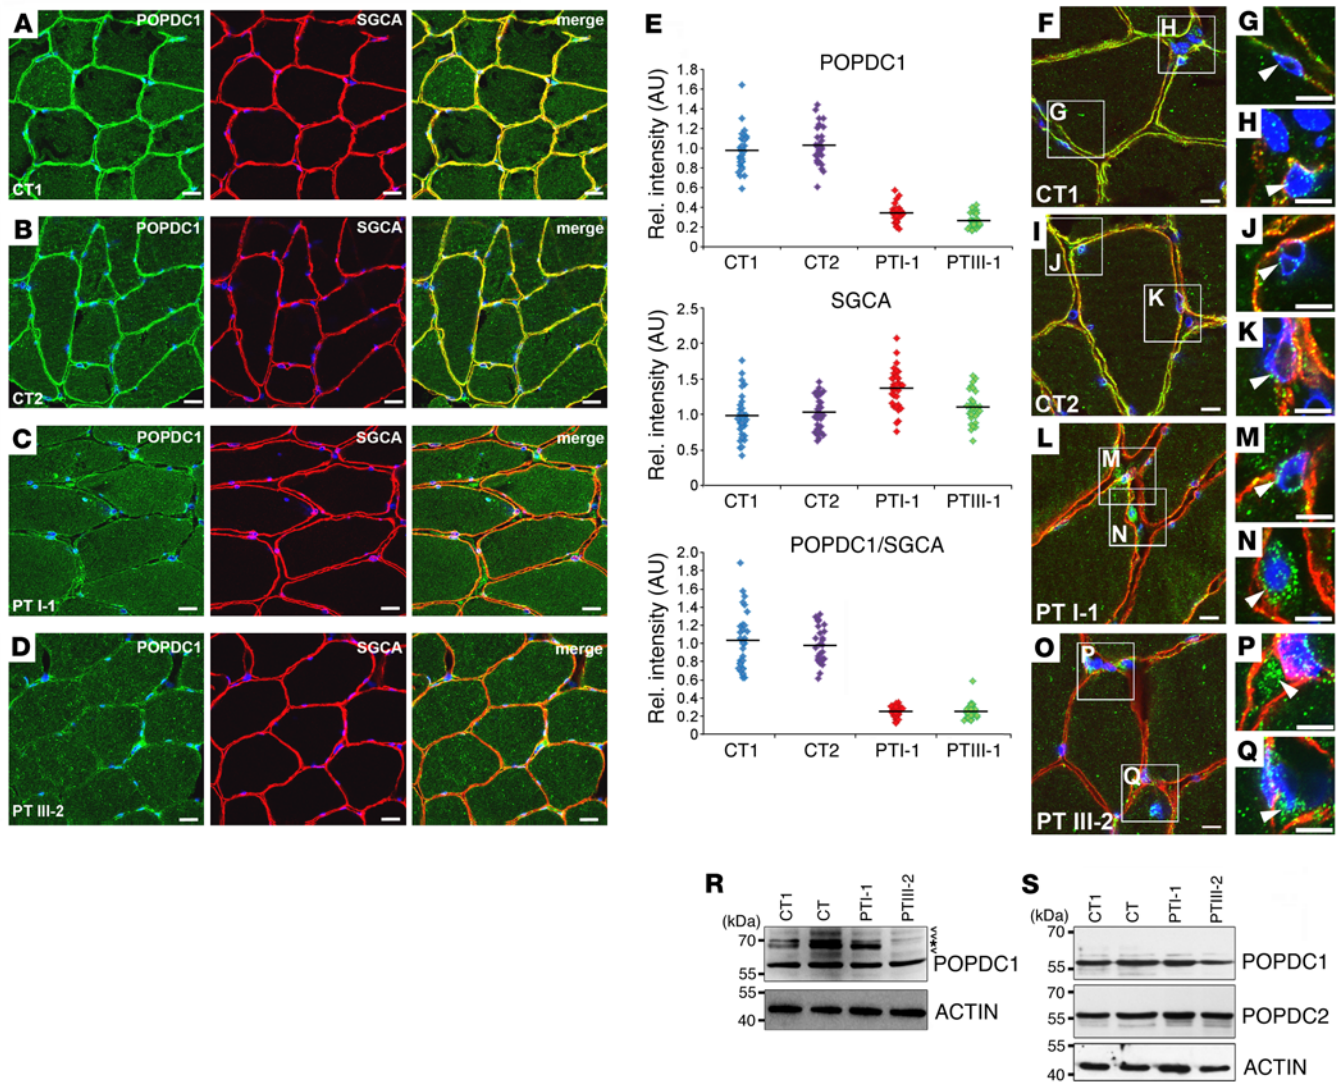 A POPDC1 SGCA merge
CT1
B POPDC1 SGCA merge
CT2
C POPDC1 SGCA merge
PT I-1
D POPDC1 SGCA merge
PT III-2
E
POPDC1
Rel. intensity (AU)
1.8
1.6
1.4
1.2
1.0
0.8
0.6
0.4
0.2
0
CT1 CT2 PTI-1 PTIII-1
SGCA
Rel. intensity (AU)
2.5
2.0
1.5
1.0
0.5
0
CT1 CT2 PTI-1 PTIII-1
POPDC1/SGCA
Rel. intensity (AU)
2.0
1.8
1.6
1.4
1.2
1.0
0.8
0.6
0.4
0.2
0
CT1 CT2 PTI-1 PTIII-1
F H
G
CT1
G
H
I
J
K
CT2
J
K
L
M
N
PT I-1
M
N
O
P
Q
PT III-2
P
Q
R
CT1 CT PTI-1 PTIII-2
(kDa)
70
55
POPDC1
55
40
ACTIN
S
CT1 CT PTI-1 PTIII-2
(kDa)
70
55
POPDC1
70
55
POPDC2
55
40
ACTIN